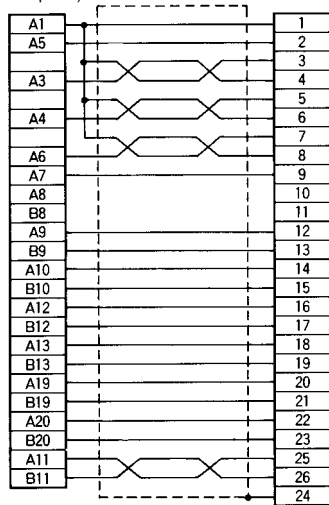 A1 1
A5 2
3
A3 4
5
A4 6
7
A6 8
A7 9
A8 10
B8 11
A9 12
B9 13
A10 14
B10 15
A12 16
B12 17
A13 18
B13 19
A19 20
B19 21
A20 22
B20 23
A11 25
B11 26
24